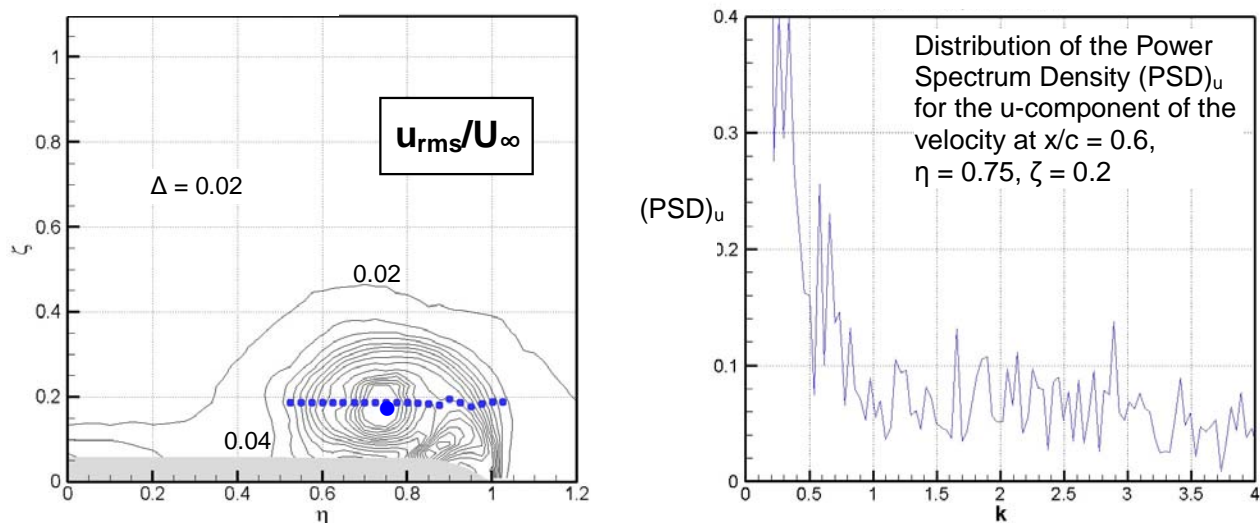 1
0.8
0.6
0.4
0.2
0
ζ
u_rms/U∞
Δ = 0.02
0.02
0.04
0 0.2 0.4 0.6 0.8 1 1.2
η
0.4
0.3
0.2
0.1
0
(PSD)u
Distribution of the Power
Spectrum Density (PSD)u
for the u-component of the
velocity at x/c = 0.6,
η = 0.75, ζ = 0.2
0 0.5 1 1.5 2 2.5 3 3.5 4
k